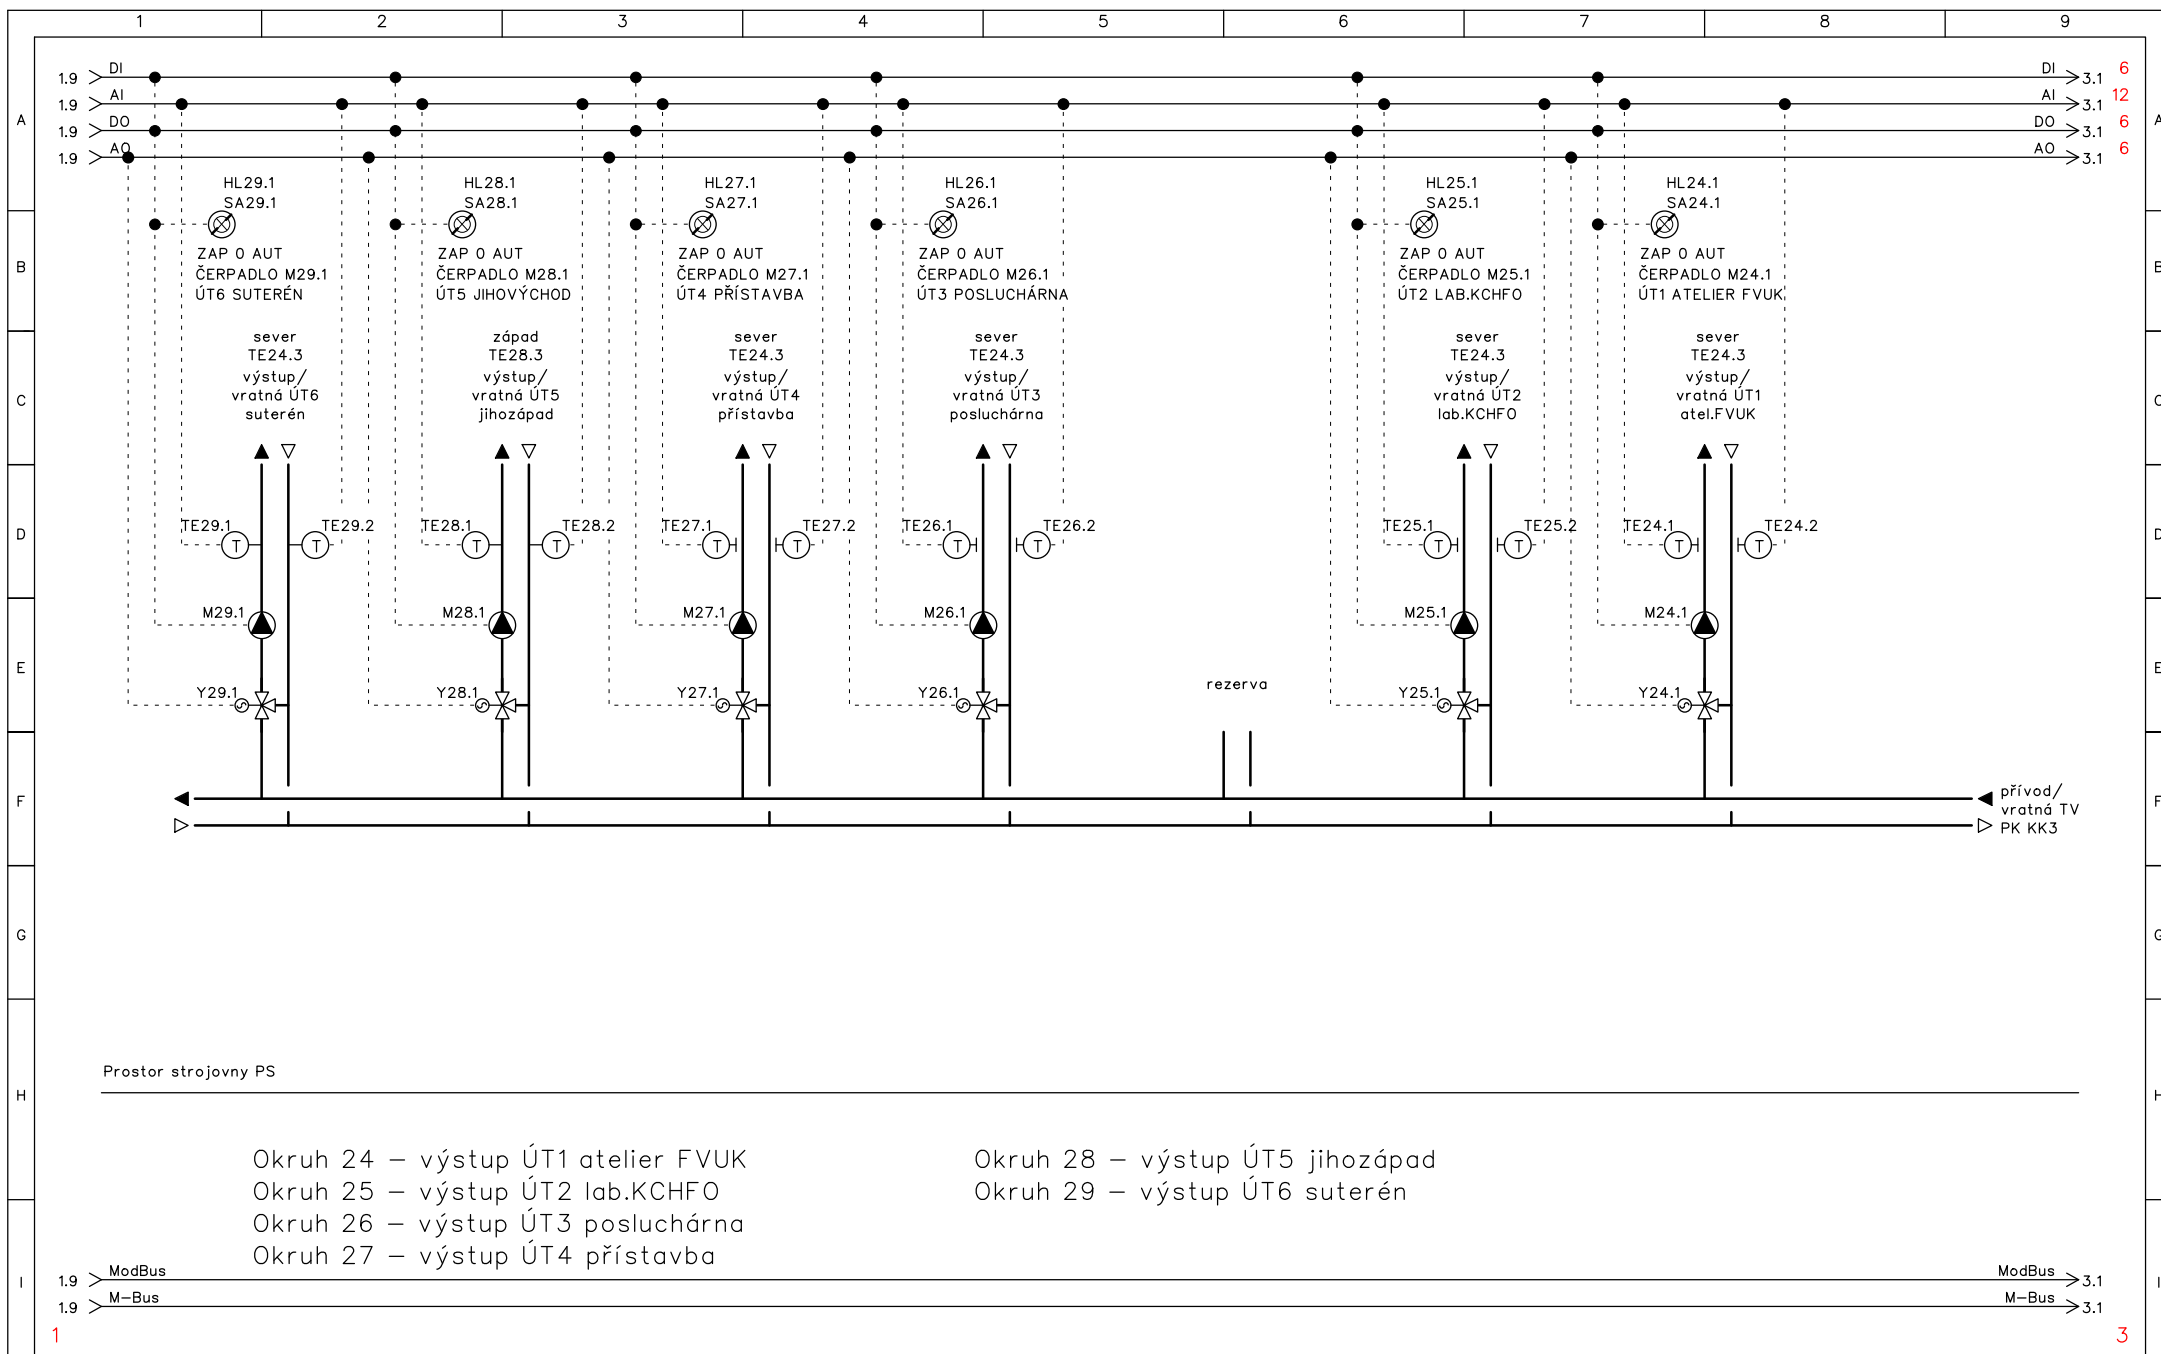 1 2 3 4 5 6 7 8 9
1.9 DI DI 3.1 6
1.9 AI AI 3.1 12
A A
1.9 DO DO 3.1 6
1.9 AO AO 3.1 6
HL29.1 HL28.1 HL27.1 HL26.1 HL25.1 HL24.1
SA29.1 SA28.1 SA27.1 SA26.1 SA25.1 SA24.1
ZAP 0 AUT ZAP 0 AUT ZAP 0 AUT ZAP 0 AUT ZAP 0 AUT ZAP 0 AUT
B B
ČERPADLO M29.1 ČERPADLO M28.1 ČERPADLO M27.1 ČERPADLO M26.1 ČERPADLO M25.1 ČERPADLO M24.1
ÚT6 SUTERÉN ÚT5 JIHOVÝCHOD ÚT4 PŘÍSTAVBA ÚT3 POSLUCHÁRNA ÚT2 LAB.KCHFO ÚT1 ATELIER FVUK
sever západ sever sever sever sever
TE24.3 TE28.3 TE24.3 TE24.3 TE24.3 TE24.3
výstup/ výstup/ výstup/ výstup/ výstup/ výstup/
C vratná ÚT6 vratná ÚT5 vratná ÚT4 vratná ÚT3 vratná ÚT2 vratná ÚT1 C
suterén jihozápad přístavba posluchárna lab.KCHFO atel.FVUK
TE29.1 TE29.2 TE28.1 TE28.2 TE27.1 TE27.2 TE26.1 TE26.2 TE25.1 TE25.2 TE24.1 TE24.2
D T T T T T T T T T T T T D
M29.1 M28.1 M27.1 M26.1 M25.1 M24.1
E E
rezerva
Y29.1 Y28.1 Y27.1 Y26.1 Y25.1 Y24.1
S S S S S S
přívod/
F F
vratná TV
PK KK3
G G
Prostor strojovny PS
H H
Okruh 24 – výstup ÚT1 atelier FVUK Okruh 28 – výstup ÚT5 jihozápad
Okruh 25 – výstup ÚT2 lab.KCHFO Okruh 29 – výstup ÚT6 suterén
Okruh 26 – výstup ÚT3 posluchárna
Okruh 27 – výstup ÚT4 přístavba
I 1.9 ModBus ModBus 3.1 I
1.9 M-Bus M-Bus 3.1
1 3